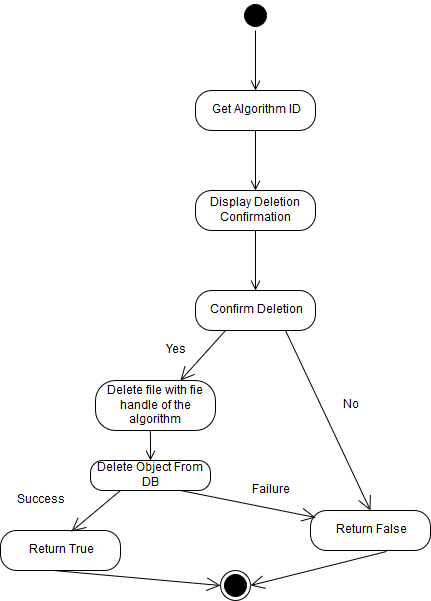 Get Algorithm ID
Display Deletion
Confirmation
Confirm Deletion
Yes
Delete file with fie
handle of the
algorithm
No
Delete Object From
DB
Success
Failure
Return True
Return False